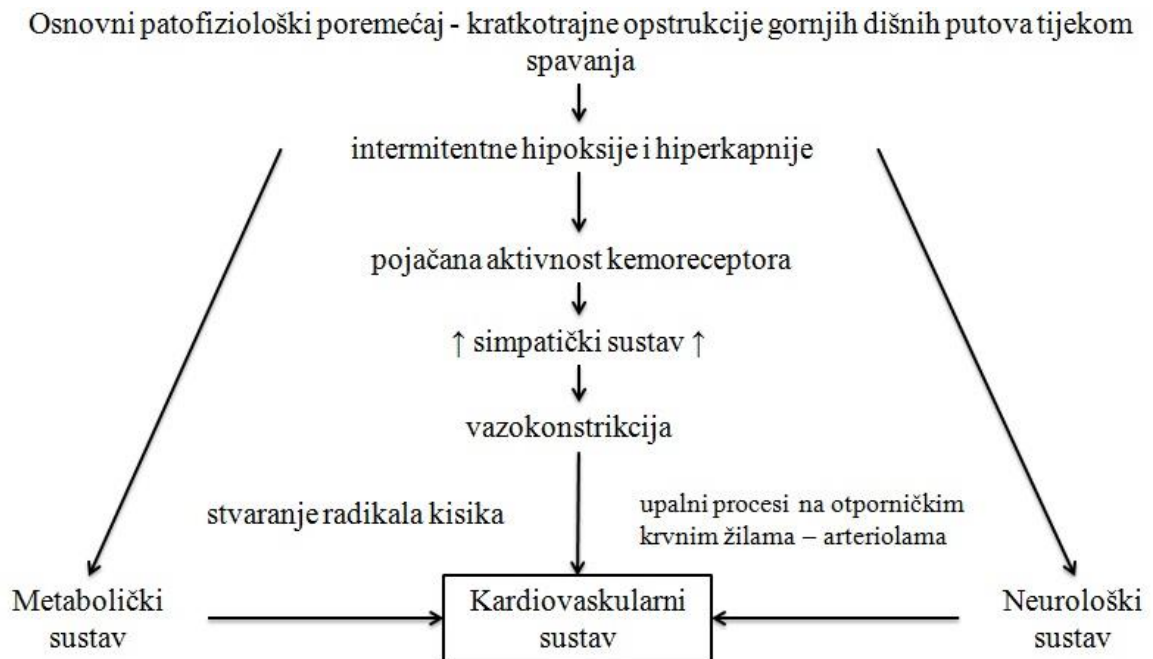 Osnovni patofiziološki poremećaj - kratkotrajne opstrukcije gornjih dišnih putova tijekom
spavanja
intermitentne hipoksije i hiperkapnije
pojačana aktivnost kemoreceptora
↑ simpatički sustav ↑
vazokonstrikcija
stvaranje radikala kisika
upalni procesi na otporničkim
krvnim žilama – arteriolama
Metabolički
sustav
Kardiovaskularni
sustav
Neurološki
sustav